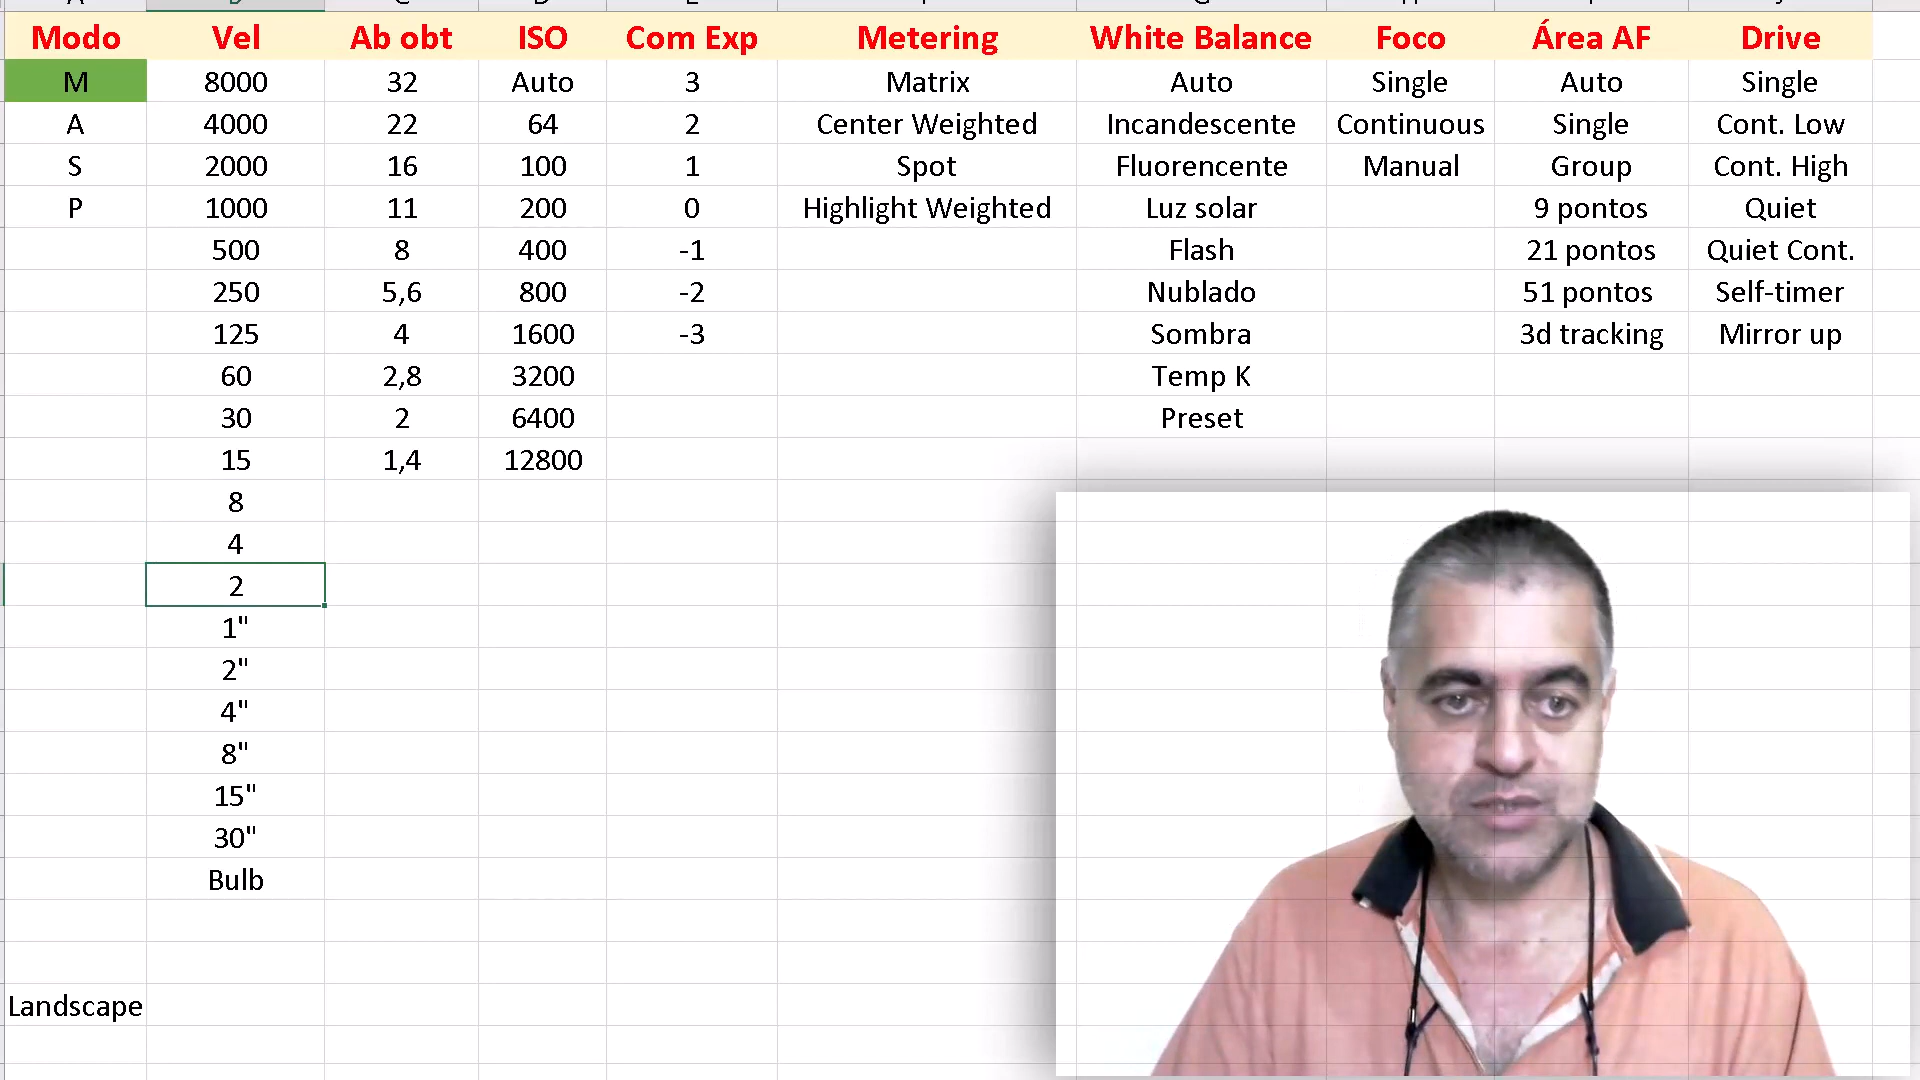 Modo Vel Ab obt ISO Com Exp Metering White Balance Foco Área AF Drive
M 8000 32 Auto 3 Matrix Auto Single Auto Single
A 4000 22 64 2 Center Weighted Incandescente Continuous Single Cont. Low
S 2000 16 100 1 Spot Fluorencente Manual Group Cont. High
P 1000 11 200 0 Highlight Weighted Luz solar 9 pontos Quiet
500 8 400 -1 Flash 21 pontos Quiet Cont.
250 5,6 800 -2 Nublado 51 pontos Self-timer
125 4 1600 -3 Sombra 3d tracking Mirror up
60 2,8 3200 Temp K
30 2 6400 Preset
15 1,4 12800
8
4
2
1"
2"
4"
8"
15"
30"
Bulb
Landscape